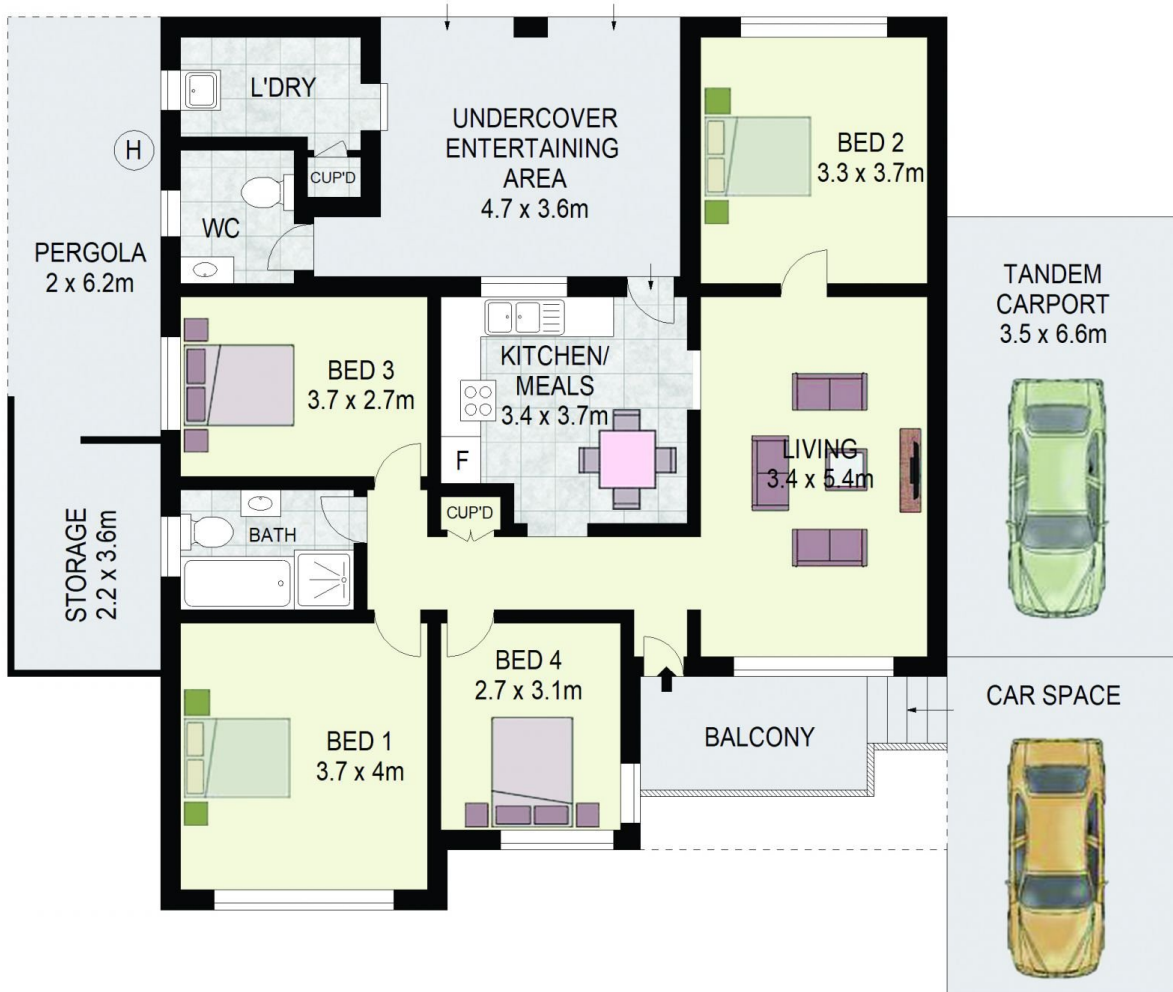 L'DRY
UNDERCOVER
ENTERTAINING
AREA
4.7 x 3.6m
BED 2
3.3 x 3.7m
H
CUP'D
WC
PERGOLA
2 x 6.2m
TANDEM
CARPORT
3.5 x 6.6m
BED 3
3.7 x 2.7m
KITCHEN/
MEALS
3.4 x 3.7m
F
LIVING
3.4 x 5.4m
CUP'D
BATH
STORAGE
2.2 x 3.6m
BED 4
2.7 x 3.1m
BED 1
3.7 x 4m
BALCONY
CAR SPACE